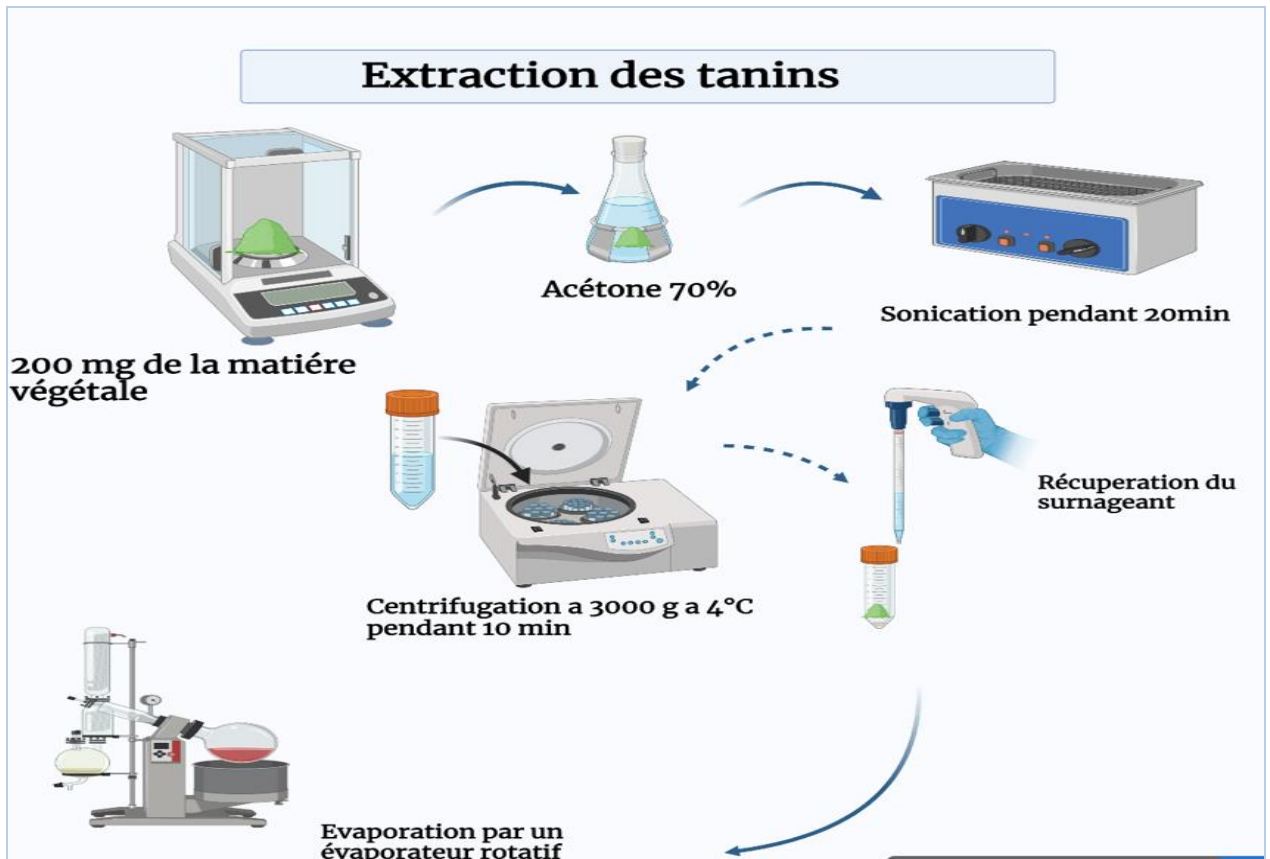 Extraction des tanins
Acétone 70%
Sonication pendant 20min
200 mg de la matiére
végétale
Récuperation du
surnageant
Centrifugation a 3000 g a 4°C
pendant 10 min
Evaporation par un
évaporateur rotatif